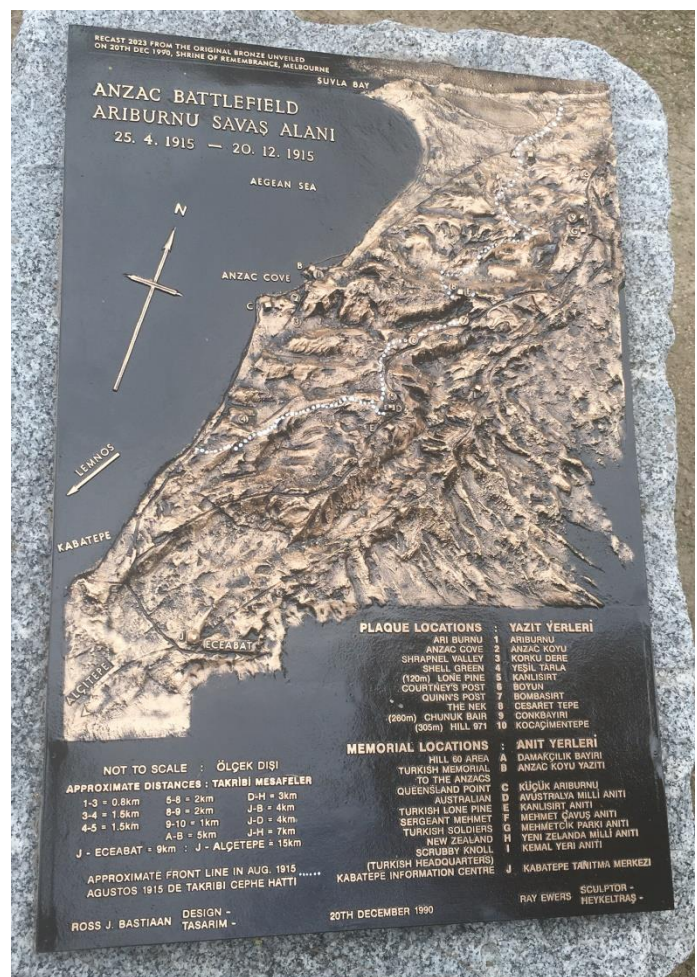 RECAST 2023 FROM THE ORIGINAL BRONZE UNVEILED
ON 20TH DEC 1990, SHRINE OF REMEMBRANCE, MELBOURNE
SUVLA BAY
ANZAC BATTLEFIELD
ARIBURNU SAVAŞ ALANI
25. 4. 1915 — 20. 12. 1915
AEGEAN SEA
N
B
ANZAC COVE
C
LEMNOS
KABATEPE
ECEABAT
ALÇITEPE
PLAQUE LOCATIONS : YAZIT YERLERİ
ARI BURNU 1 ARIBURNU
ANZAC COVE 2 ANZAC KOYU
SHRAPNEL VALLEY 3 KORKU DERE
SHELL GREEN 4 YEŞİL TARLA
(120m) LONE PINE 5 KANLISIRT
COURTNEY'S POST 6 BOYUN
QUINN'S POST 7 BOMBASIRT
THE NEK 8 CESARET TEPE
(260m) CHUNUK BAIR 9 CONKBAYIRI
(305m) HILL 971 10 KOCAÇİMENTEPE
MEMORIAL LOCATIONS : ANIT YERLERİ
HILL 60 AREA A DAMAKÇILIK BAYIRI
TURKISH MEMORIAL B ANZAC KOYU YAZITI
TO THE ANZACS
QUEENSLAND POINT C KÜÇÜK ARIBURNU
AUSTRALIAN D AVUSTRALYA MİLLİ ANITI
TURKISH LONE PINE E KANLISIRT ANITI
SERGEANT MEHMET F MEHMET ÇAVUŞ ANITI
TURKISH SOLDIERS G MEHMETCİK PARKI ANITI
NEW ZEALAND H YENİ ZELANDA MİLLİ ANITI
SCRUBBY KNOLL I KEMAL YERİ ANITI
(TURKISH HEADQUARTERS)
KABATEPE INFORMATION CENTRE J KABATEPE TANITMA MERKEZI
NOT TO SCALE : ÖLÇEK DIŞI
APPROXIMATE DISTANCES : TAKRİBİ MESAFELER
1-3 = 0.8km 5-8 = 2km D-H = 3km
3-4 = 1.5km 8-9 = 2km J-B = 4km
4-5 = 1.5km 9-10 = 1km J-D = 4km
A-B = 5km J-H = 7km
J - ECEABAT = 9km : J - ALÇETEPE = 15km
APPROXIMATE FRONT LINE IN AUG. 1915 ......
AGUSTOS 1915 DE TAKRIBI CEPHE HATTI
ROSS J. BASTIAAN DESIGN -
TASARIM -
20TH DECEMBER 1990
RAY EWERS SCULPTOR -
HEYKELTRAŞ -